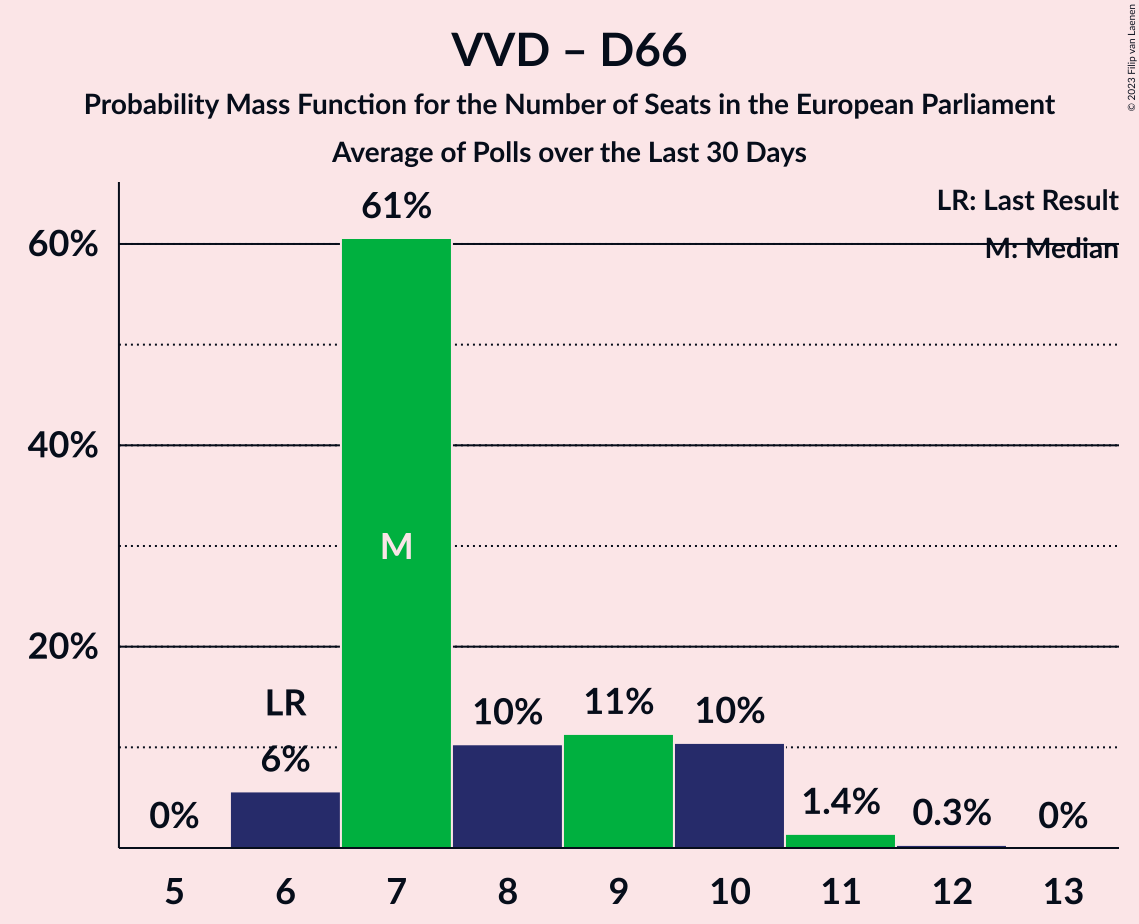 VVD – D66
Probability Mass Function for the Number of Seats in the European Parliament
Average of Polls over the Last 30 Days
© 2023 Filip van Laenen
LR: Last Result
M: Median
60%
40%
20%
0%
LR
6%
61%
M
10%
11%
10%
1.4%
0.3%
0%
5 6 7 8 9 10 11 12 13